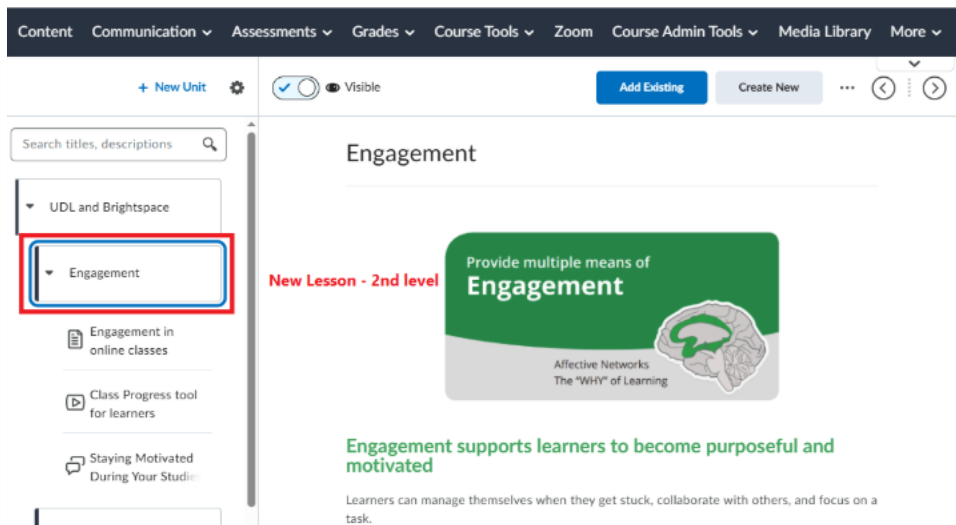 Content Communication Assessments Grades Course Tools Zoom Course Admin Tools Media Library More
+ New Unit
Visible
Add Existing
Create New
Search titles, descriptions
UDL and Brightspace
Engagement
Engagement in
online classes
Class Progress tool
for learners
Staying Motivated
During Your Studies
New Lesson - 2nd level
Engagement
Provide multiple means of
Engagement
Affective Networks
The "WHY" of Learning
Engagement supports learners to become purposeful and
motivated
Learners can manage themselves when they get stuck, collaborate with others, and focus on a
task.